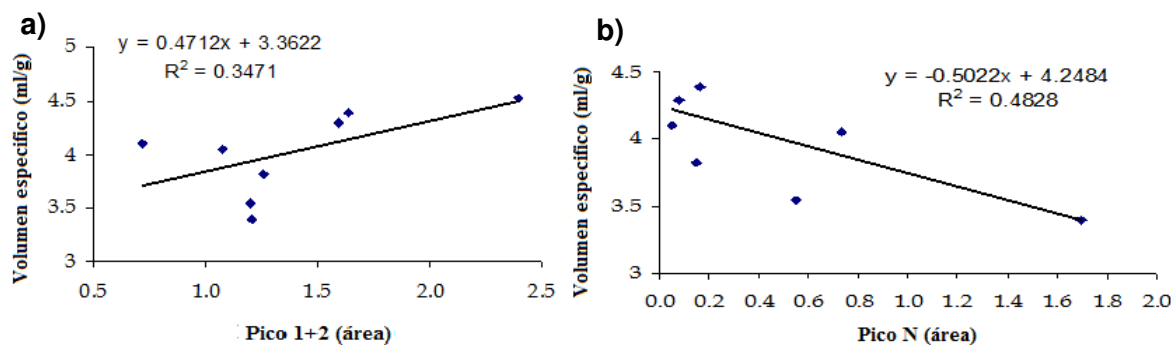 a)
y = 0.4712x + 3.3622
R² = 0.3471
Volumen especifico (ml/g)
5
4.5
4
3.5
3
0.5
1.0
1.5
2.0
2.5
Pico 1+2 (área)
b)
y = -0.5022x + 4.2484
R² = 0.4828
Volumen especifico (ml/g)
4.5
4
3.5
3
0.0
0.2
0.4
0.6
0.8
1.0
1.2
1.4
1.6
1.8
2.0
Pico N (área)